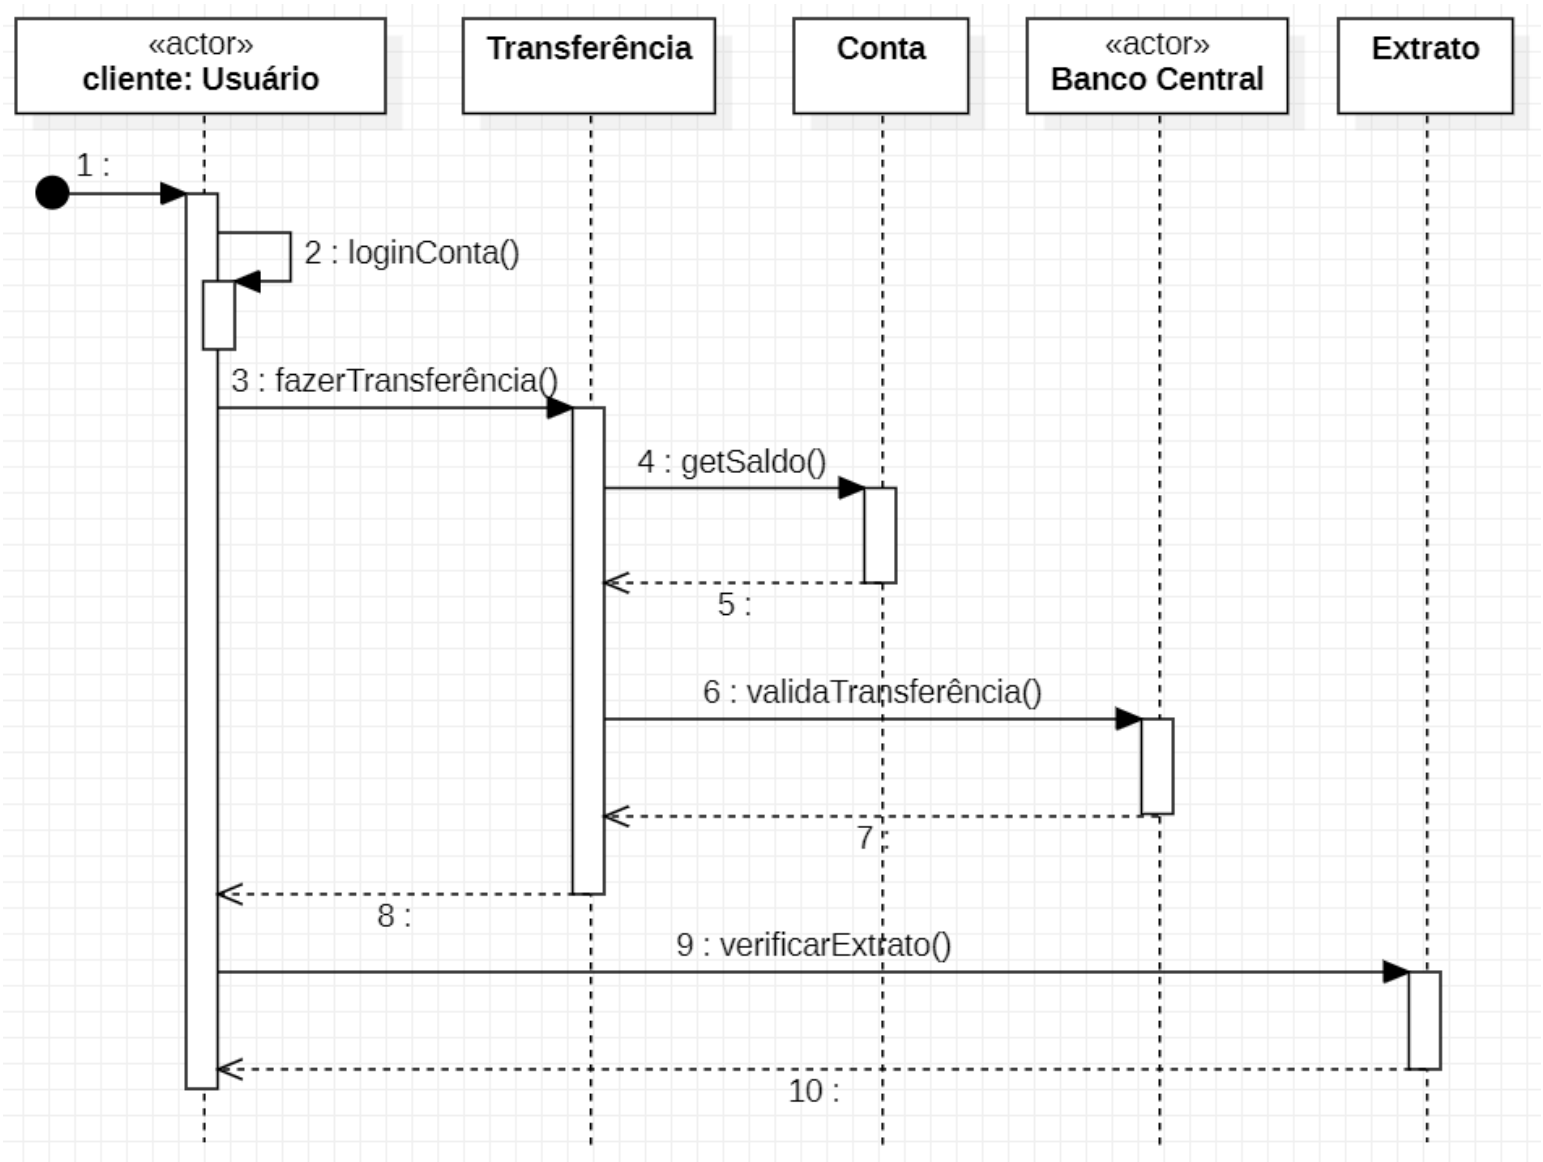 «actor»
cliente: Usuário
Transferência
Conta
«actor»
Banco Central
Extrato
1 :
2 : loginConta()
3 : fazerTransferência()
4 : getSaldo()
5 :
6 : validaTransferência()
7 :
8 :
9 : verificarExtrato()
10 :